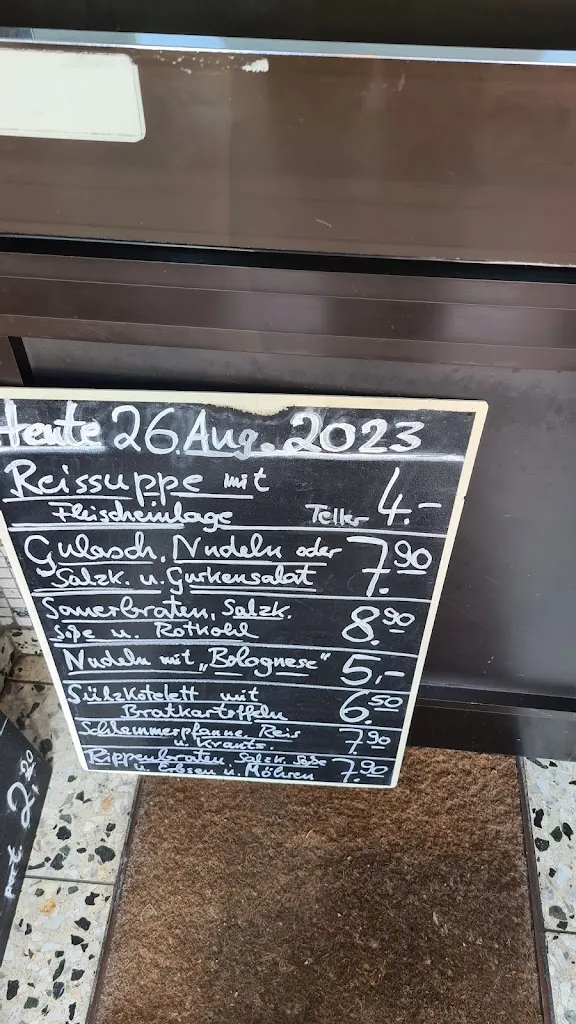 Heute 26. Aug. 2023
Reissuppe mit
Fleischeinlage Teller 4.-
Gulasch, Nudeln oder 7.90
Salzk. u. Gurkensalat
Sauerbraten, Salzk. 8.90
Soße u. Rotkohl
Nudeln mit „Bolognese“ 5,-
Sülzkotelett mit 6.50
Bratkartoffeln
Schlemmerpfanne, Reis 7.90
u. Krauts.
Rippenbraten, Salzk. Soße 7.90
u. Erbsen u. Möhren
2,20